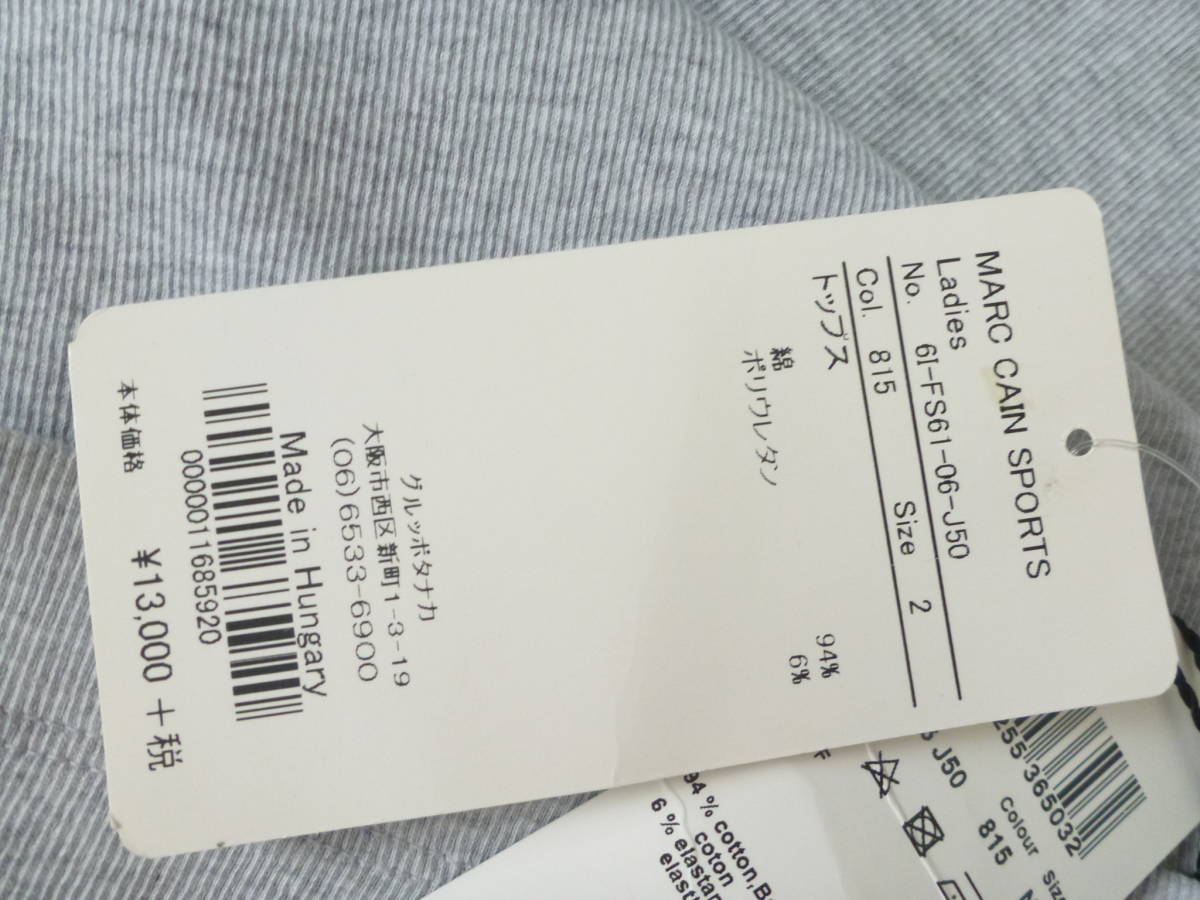 MARC CAIN SPORTS
Ladies
No. 6I-FS61-06-J50
Col. 815 Size 2
トップス
綿 94%
ポリウレタン 6%
グルッポタナカ
大阪市西区新町1-3-19
(06)6533-6900
Made in Hungary
0000011685920
本体価格 ¥13,000 + 税
255 365032
J50
Colour
815
94 % cotton,
coton
6 %